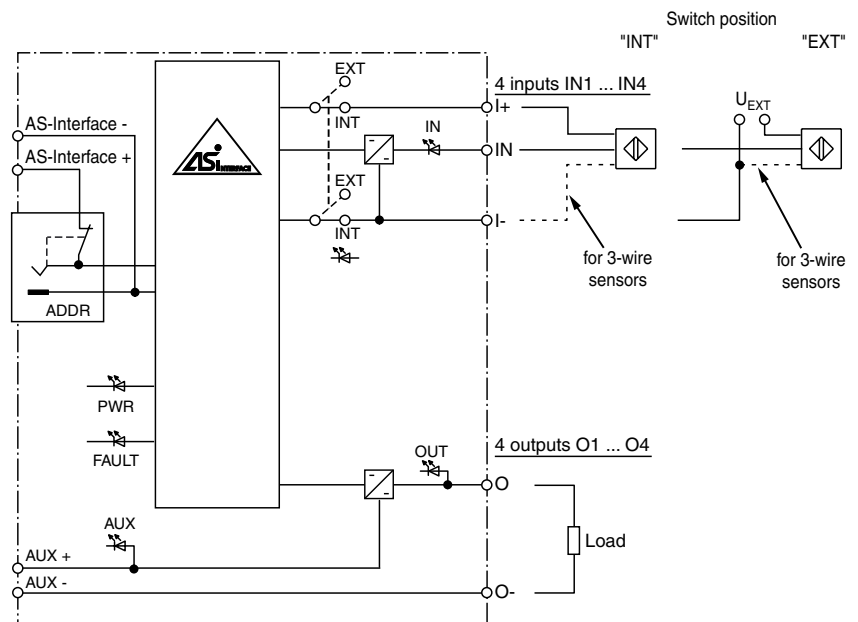 Switch position
"INT"
"EXT"
4 inputs IN1 ... IN4
EXT
INT
I+
IN
IN
EXT
INT
I-
UEXT
for 3-wire
sensors
for 3-wire
sensors
AS-Interface -
AS-Interface +
ASi INTERFACE
ADDR
PWR
FAULT
4 outputs O1 ... O4
OUT
O
Load
AUX
AUX +
AUX -
O-